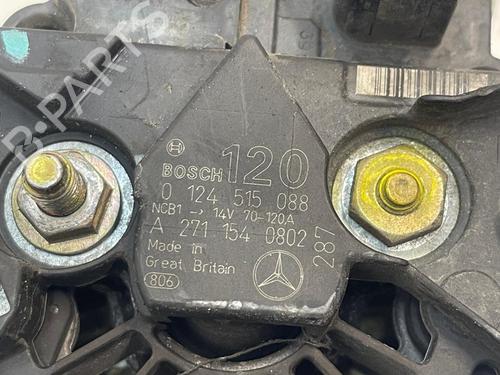 B-PARTS
BOSCH 120
0 124 515 088
NCB1 → 14V 70-120A
A 271 154 0802
287
Made in
Great Britain
806